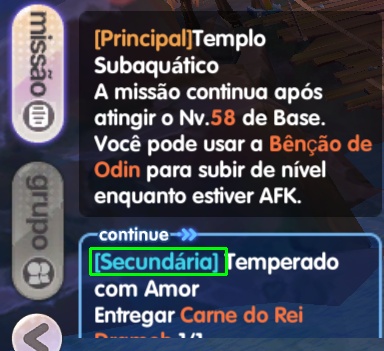 missão
[Principal]Templo
Subaquático
A missão continua após
atingir o Nv.58 de Base.
Você pode usar a Bênção de
Odin para subir de nível
enquanto estiver AFK.
grupo
continue
[Secundária] Temperado
com Amor
Entregar Carne do Rei
1/1